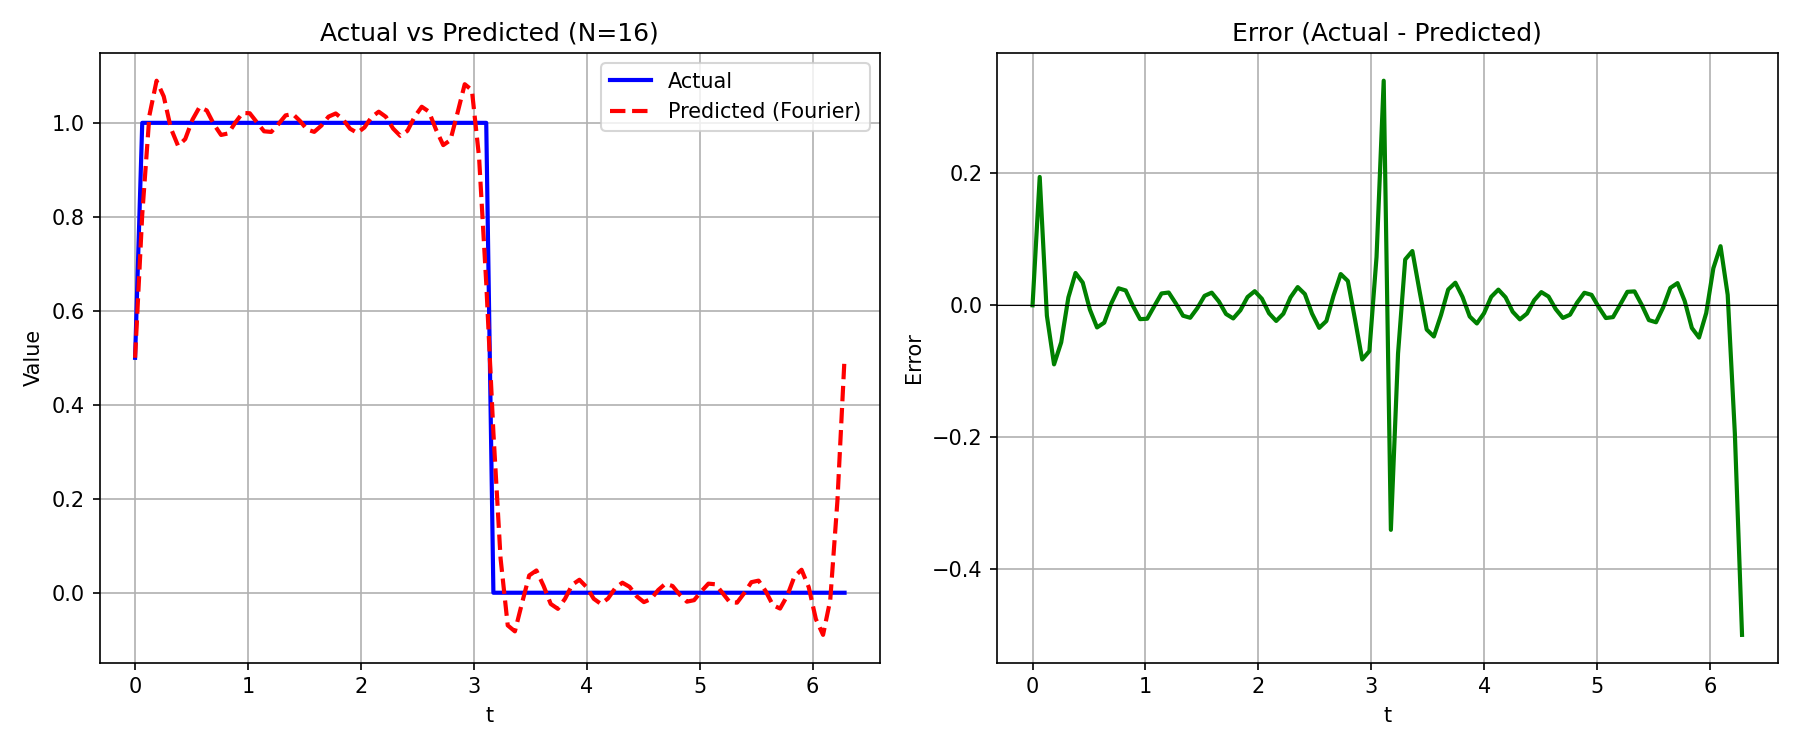 Actual vs Predicted (N=16)
Actual
Predicted (Fourier)
Value
1.0
0.8
0.6
0.4
0.2
0.0
0 1 2 3 4 5 6
t
Error (Actual - Predicted)
Error
0.2
0.0
−0.2
−0.4
0 1 2 3 4 5 6
t